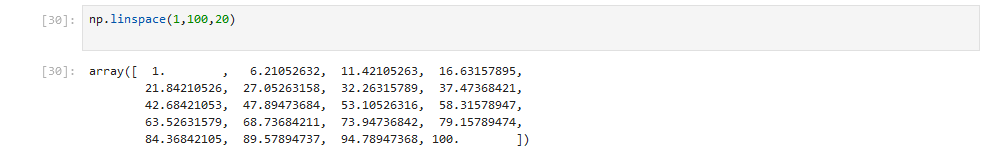 [30]: np.linspace(1,100,20)
[30]: array([  1.        ,   6.21052632,  11.42105263,  16.63157895,
        21.84210526,  27.05263158,  32.26315789,  37.47368421,
        42.68421053,  47.89473684,  53.10526316,  58.31578947,
        63.52631579,  68.73684211,  73.94736842,  79.15789474,
        84.36842105,  89.57894737,  94.78947368, 100.        ])